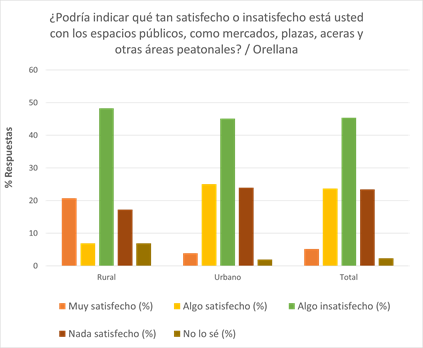 ¿Podría indicar qué tan satisfecho o insatisfecho está usted
con los espacios públicos, como mercados, plazas, aceras y
otras áreas peatonales? / Orellana
% Respuestas
60
50
40
30
20
10
0
Rural
Urbano
Total
Muy satisfecho (%)
Algo satisfecho (%)
Algo insatisfecho (%)
Nada satisfecho (%)
No lo sé (%)